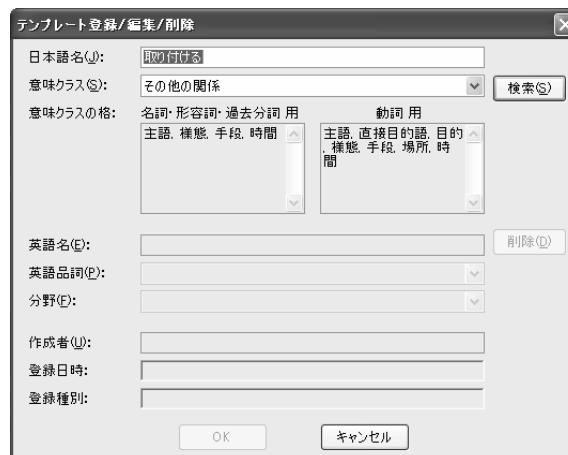 テンプレート登録/編集/削除
日本語名(J): 取り付ける
意味クラス(S): その他の関係 検索(S)
意味クラスの格: 名詞・形容詞・過去分詞 用 動詞 用
主語, 様態, 手段, 時間 主語, 直接目的語, 目的
, 様態, 手段, 場所, 時
間
英語名(E): 削除(D)
英語品詞(P):
分野(F):
作成者(U):
登録日時:
登録種別:
OK キャンセル